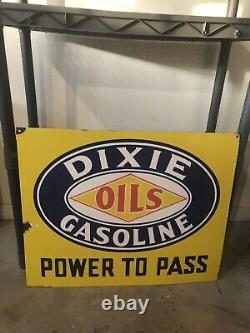 DIXIE
OILS
GASOLINE
POWER TO PASS